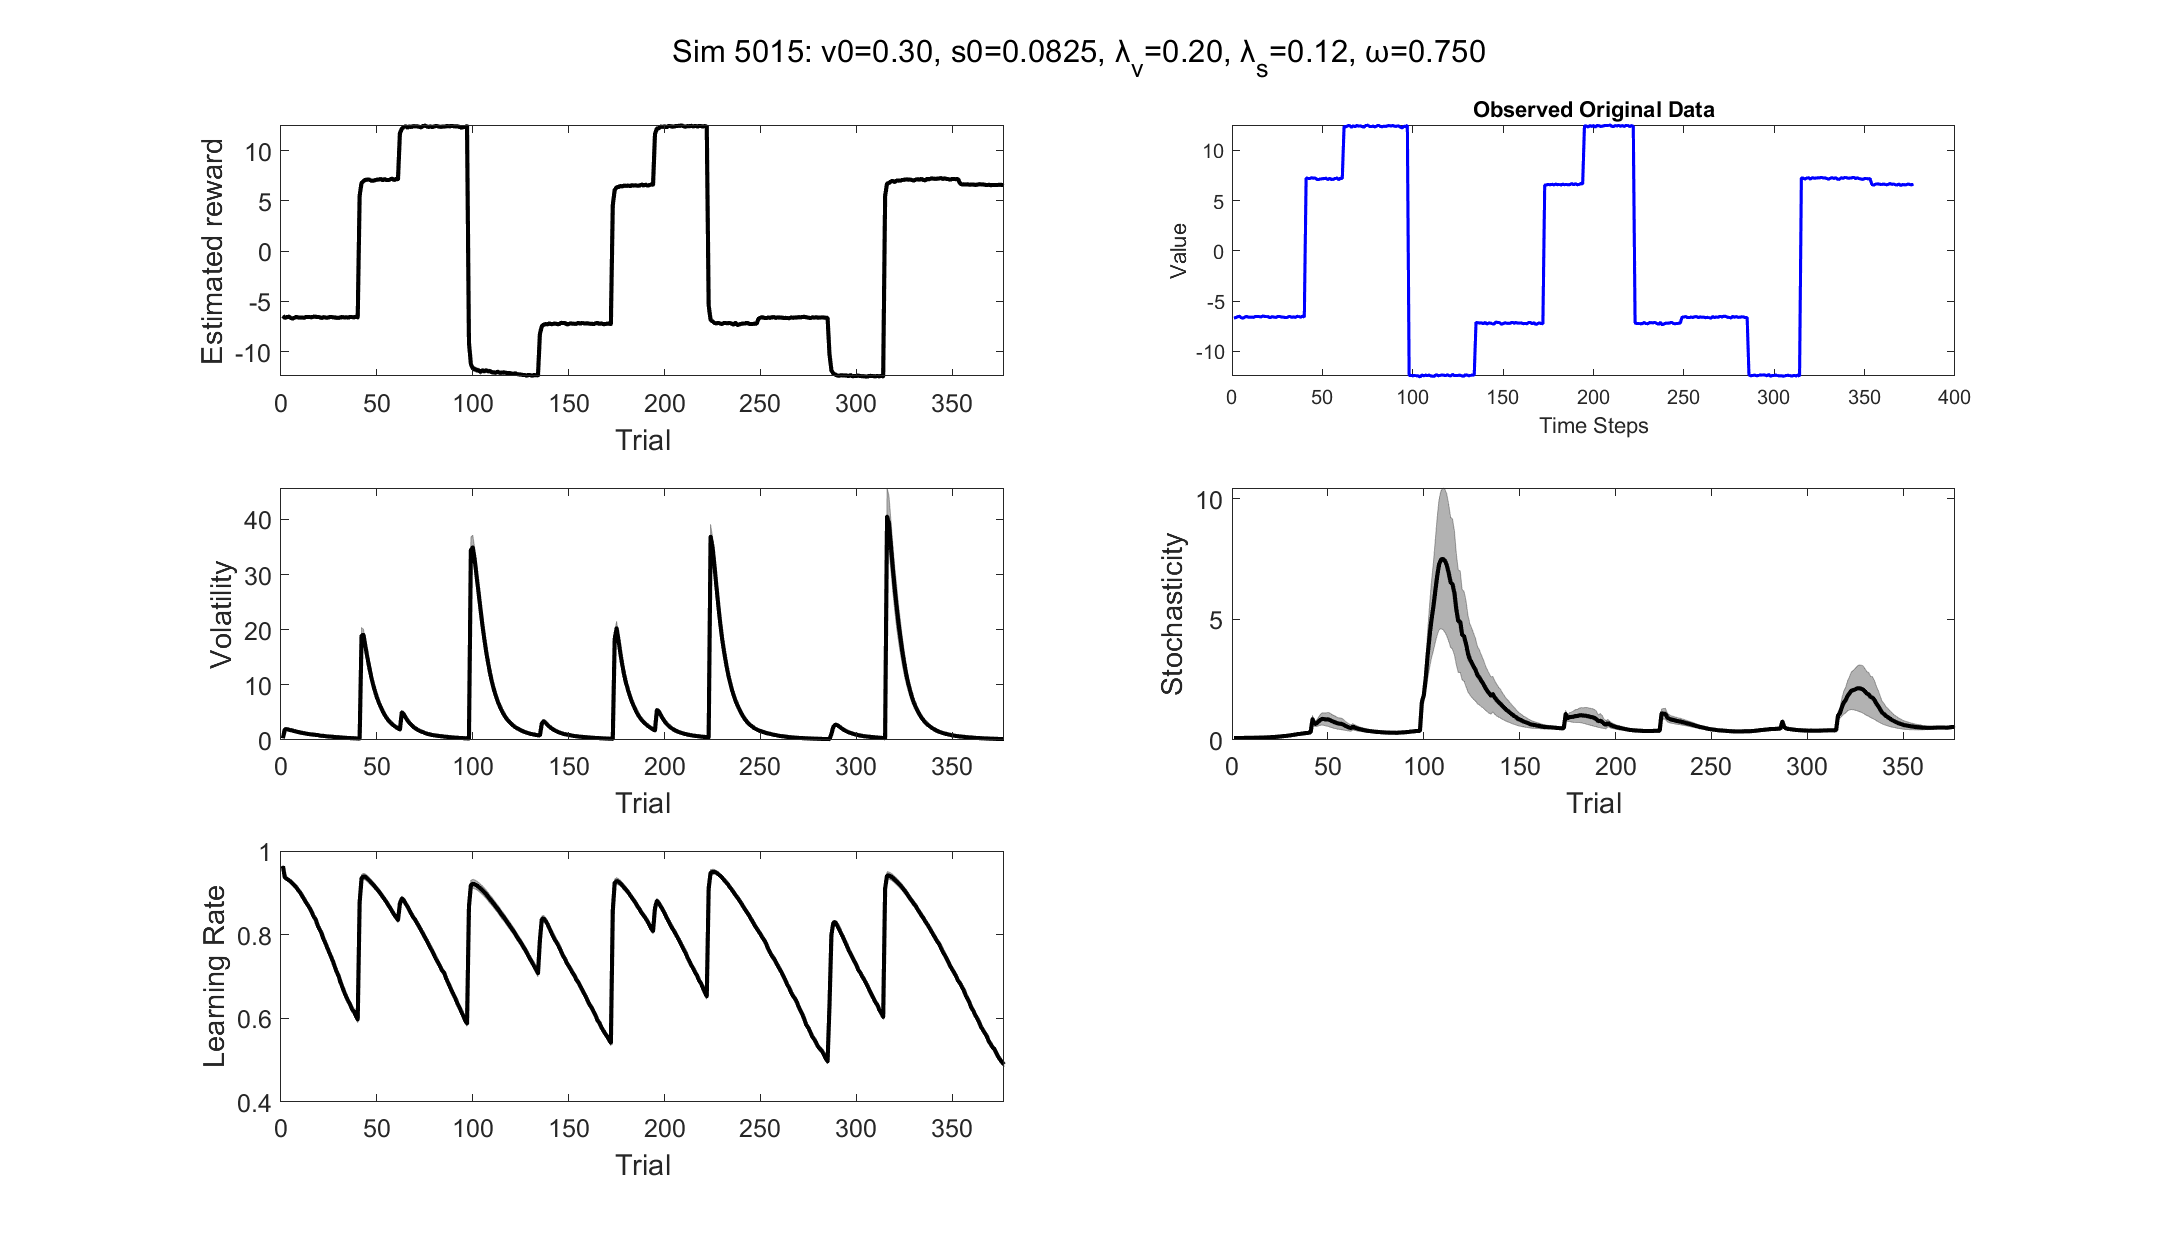 Sim 5015: v0=0.30, s0=0.0825, λv=0.20, λs=0.12, ω=0.750
Estimated reward
10
5
0
-5
-10
0 50 100 150 200 250 300 350
Trial
Observed Original Data
Value
10
5
0
-5
-10
0 50 100 150 200 250 300 350 400
Time Steps
Volatility
40
30
20
10
0
0 50 100 150 200 250 300 350
Trial
Stochasticity
10
5
0
0 50 100 150 200 250 300 350
Trial
Learning Rate
1
0.8
0.6
0.4
0 50 100 150 200 250 300 350
Trial